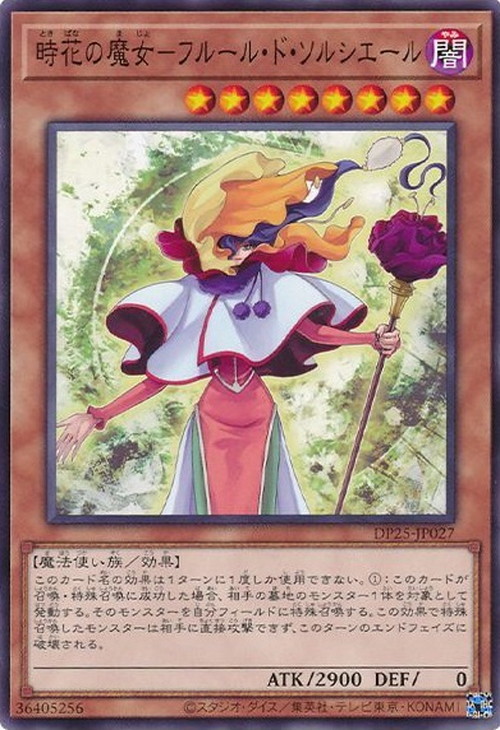 時花の魔女－フルール・ド・ソルシエール
闇
DP25-JP027
【魔法使い族／効果】
このカード名の効果は１ターンに１度しか使用できない。①：このカードが
召喚・特殊召喚に成功した場合、相手の墓地のモンスター１体を対象として
発動する。そのモンスターを自分フィールドに特殊召喚する。この効果で特殊
召喚したモンスターは相手に直接攻撃できず、このターンのエンドフェイズに
破壊される。
ATK/2900 DEF/ 0
36405256 ©スタジオ・ダイス／集英社・テレビ東京・KONAMI